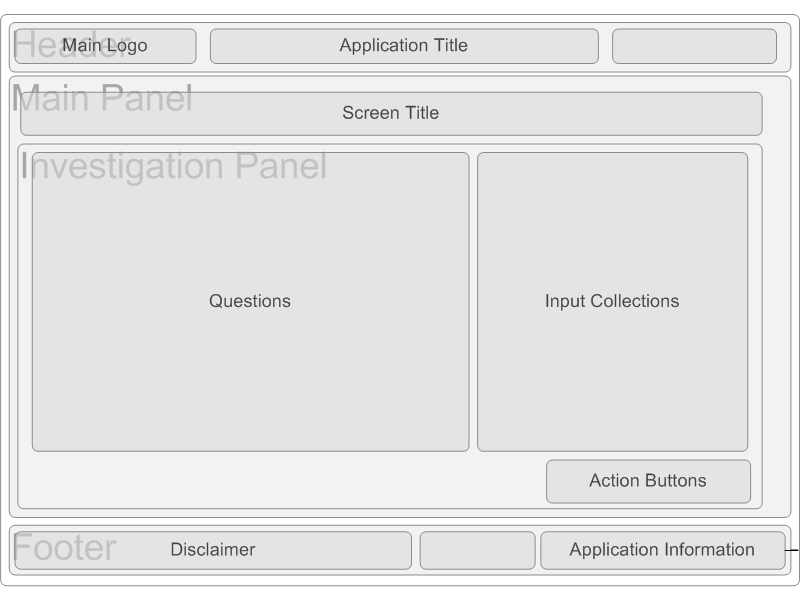 Header
Main Logo
Application Title
Main Panel
Screen Title
Investigation Panel
Questions
Input Collections
Action Buttons
Footer
Disclaimer
Application Information